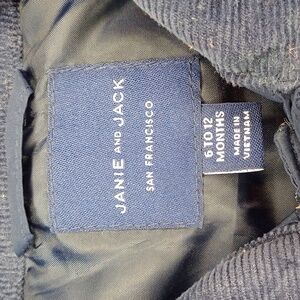 JANIE AND JACK
SAN FRANCISCO
6 TO 12
MONTHS
MADE IN
VIETNAM